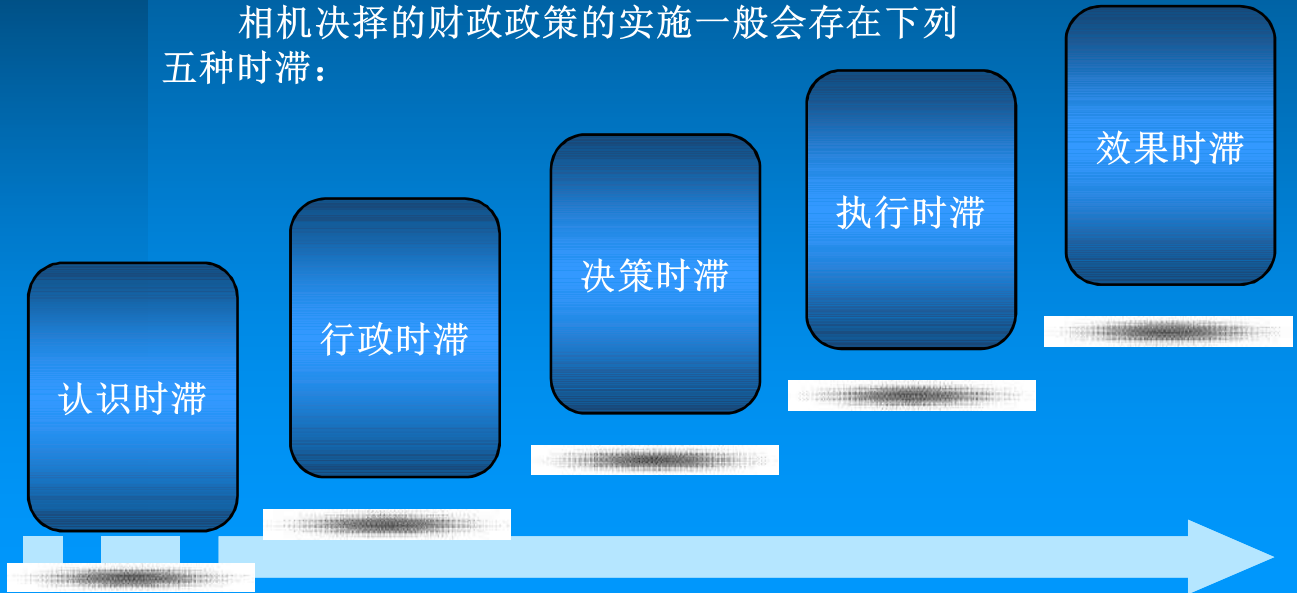 相机决择的财政政策的实施一般会存在下列
五种时滞：
认识时滞
行政时滞
决策时滞
执行时滞
效果时滞